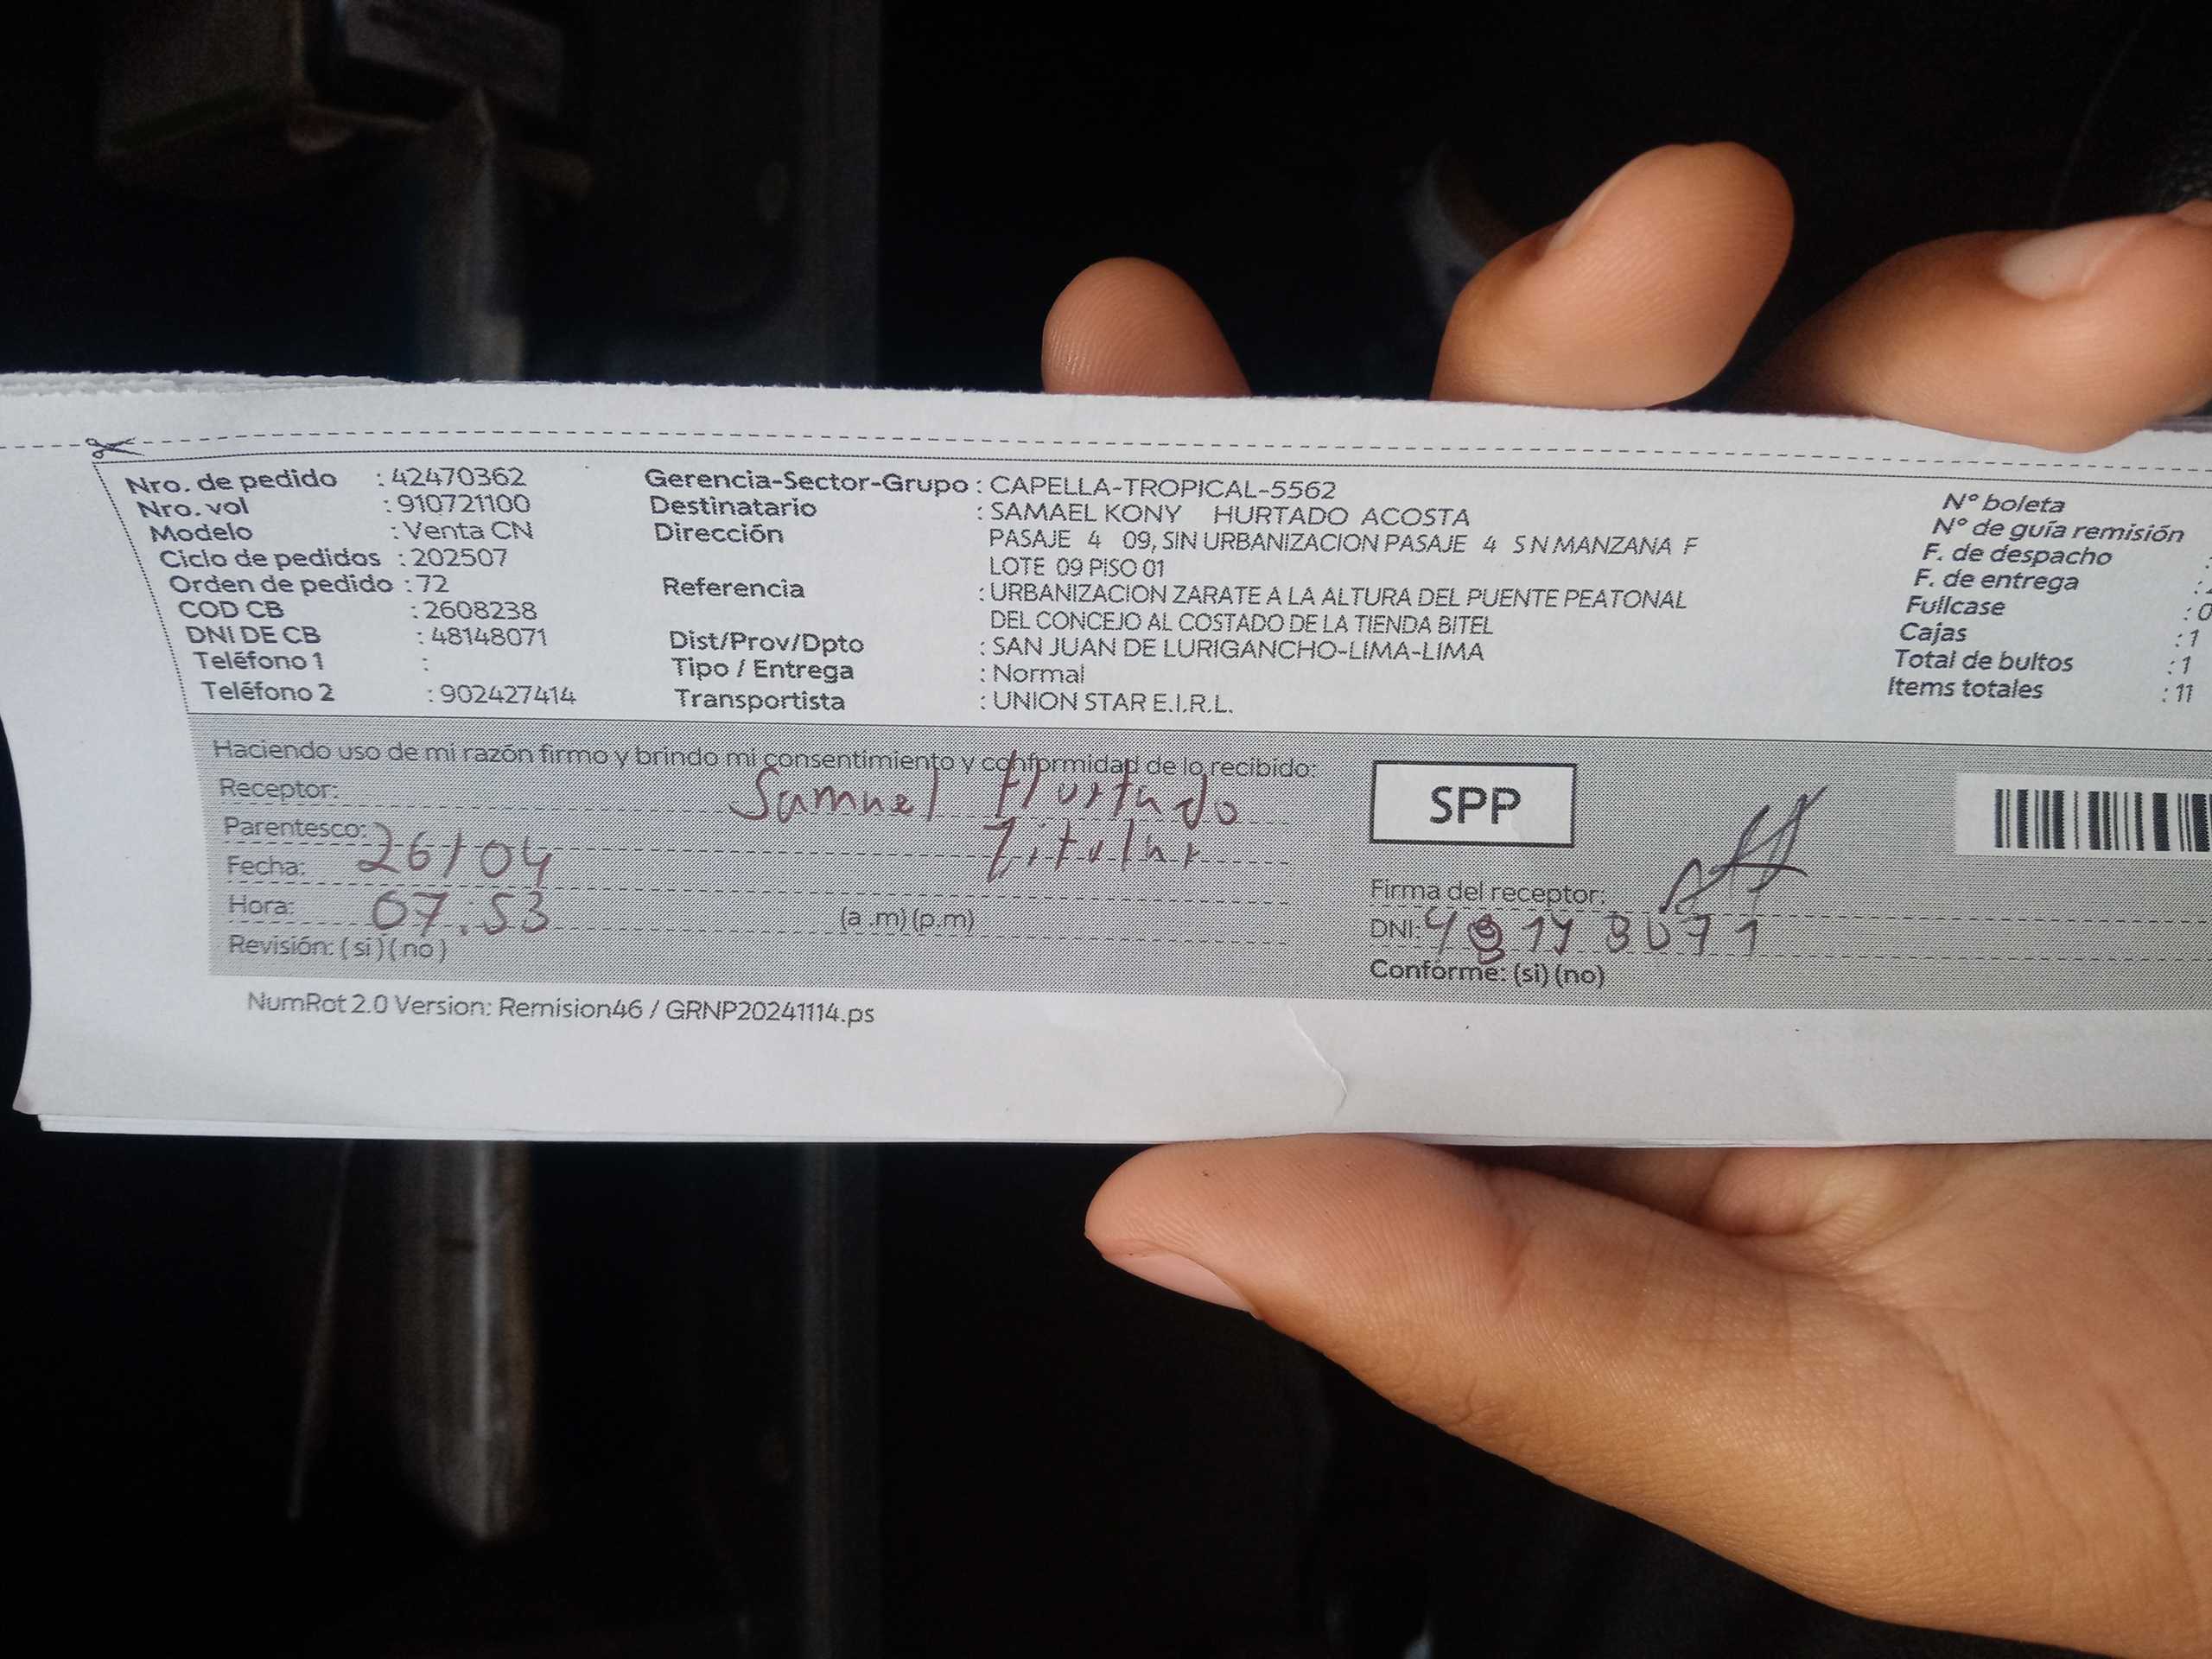 Nro. de pedido : 42470362
Nro. vol : 910721100
Modelo : Venta CN
Ciclo de pedidos : 202507
Orden de pedido : 72
COD CB : 2608238
DNI DE CB : 48148071
Teléfono 1 :
Teléfono 2 : 902427414
Gerencia-Sector-Grupo : CAPELLA-TROPICAL-5562
Destinatario : SAMAEL KONY HURTADO ACOSTA
Dirección PASAJE 4 09, SIN URBANIZACION PASAJE 4 S N MANZANA F
LOTE 09 PISO 01
Referencia : URBANIZACION ZARATE A LA ALTURA DEL PUENTE PEATONAL
DEL CONCEJO AL COSTADO DE LA TIENDA BITEL
Dist/Prov/Dpto : SAN JUAN DE LURIGANCHO-LIMA-LIMA
Tipo / Entrega : Normal
Transportista : UNION STAR E.I.R.L.
N° boleta
N° de guía remisión
F. de despacho :
F. de entrega :
Fullcase : 0
Cajas : 1
Total de bultos : 1
Items totales : 11
Haciendo uso de mi razón firmo y brindo mi consentimiento y conformidad de lo recibido:
Receptor: Samuel Hurtado
Parentesco: Titular
Fecha: 26/04
Hora: 07:53 (a .m) (p.m)
Revisión: (si) (no)
SPP
Firma del receptor:
DNI: 48148071
Conforme: (si) (no)
NumRot 2.0 Version: Remision46 / GRNP20241114.ps